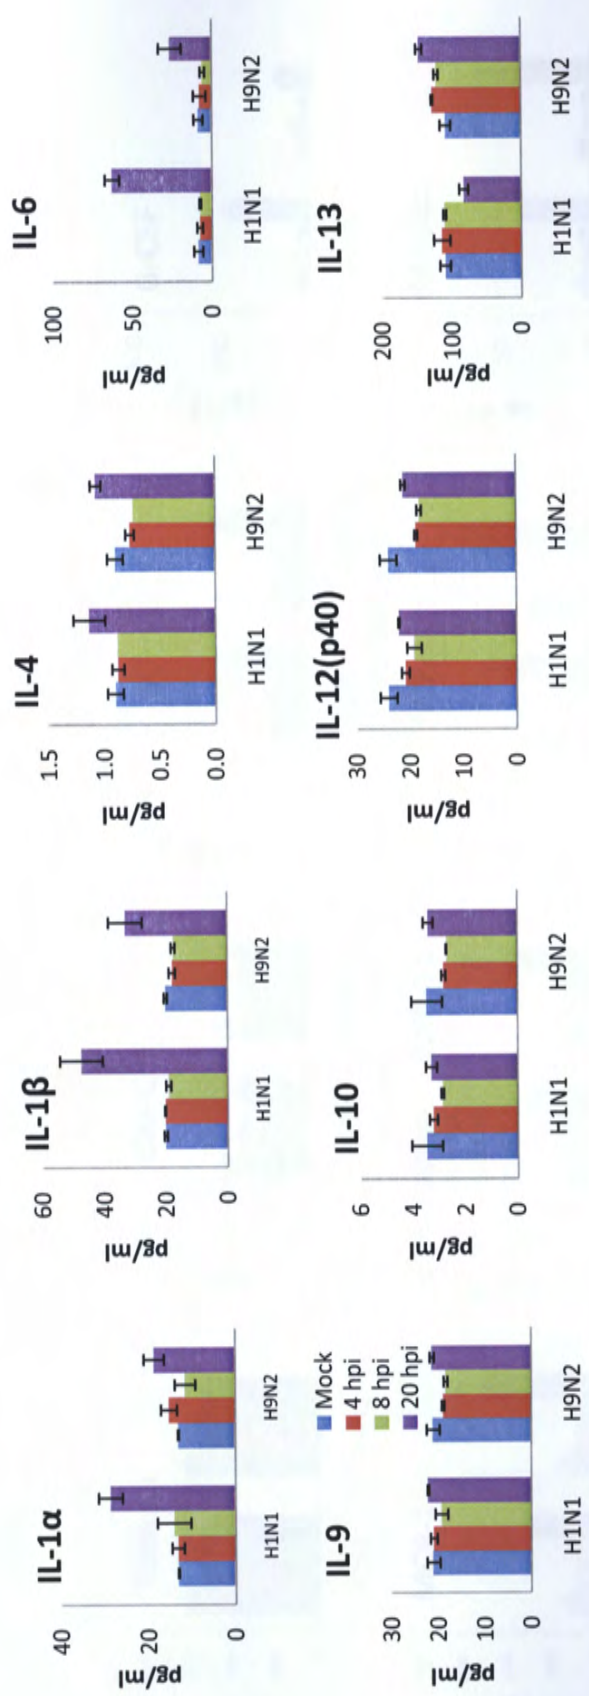 IL-1α
pg/ml
40
20
0
H1N1
H9N2
IL-1β
pg/ml
60
40
20
0
H1N1
H9N2
IL-4
pg/ml
1.5
1.0
0.5
0.0
H1N1
H9N2
IL-6
pg/ml
100
50
0
H1N1
H9N2
IL-9
pg/ml
30
20
10
0
H1N1
H9N2
Mock
4 hpi
8 hpi
20 hpi
IL-10
pg/ml
6
4
2
0
H1N1
H9N2
IL-12(p40)
pg/ml
30
20
10
0
H1N1
H9N2
IL-13
pg/ml
200
100
0
H1N1
H9N2